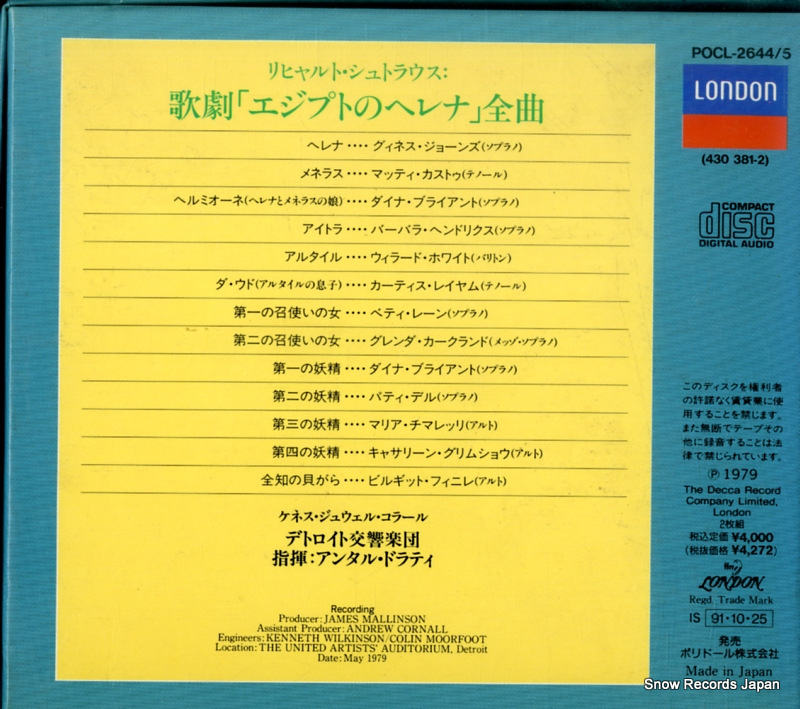 リヒャルト・シュトラウス:
歌劇「エジプトのヘレナ」全曲
ヘレナ‥‥グィネス・ジョーンズ(ソプラノ)
メネラス‥‥マッティ・カストゥ(テノール)
ヘルミオーネ(ヘレナとメネラスの娘)‥‥ダイナ・ブライアント(ソプラノ)
アイトラ‥‥バーバラ・ヘンドリクス(ソプラノ)
アルタイル‥‥ウィラード・ホワイト(バリトン)
ダ・ウド(アルタイルの息子)‥‥カーティス・レイヤム(テノール)
第一の召使いの女‥‥ベティ・レーン(ソプラノ)
第二の召使いの女‥‥グレンダ・カークランド(メッゾ・ソプラノ)
第一の妖精‥‥ダイナ・ブライアント(ソプラノ)
第二の妖精‥‥パティ・デル(ソプラノ)
第三の妖精‥‥マリア・チマレッリ(アルト)
第四の妖精‥‥キャサリーン・グリムショウ(アルト)
全知の貝がら‥‥ビルギット・フィニレ(アルト)
ケネス・ジュウェル・コラール
デトロイト交響楽団
指揮:アンタル・ドラティ
Recording
Producer: JAMES MALLINSON
Assistant Producer: ANDREW CORNALL
Engineers: KENNETH WILKINSON/COLIN MOORFOOT
Location: THE UNITED ARTISTS' AUDITORIUM, Detroit
Date: May 1979
POCL-2644/5
LONDON
(430 381-2)
COMPACT
disc
DIGITAL AUDIO
このディスクを権利者
の許諾なく賃貸業に使
用することを禁じます。
また無断でテープその
他に録音することは法
律で禁じられています。
℗ 1979
The Decca Record
Company Limited,
London
2枚組
税込定価 ¥4,000
(税抜価格 ¥4,272)
ffrr
LONDON
Regd. Trade Mark
IS 91・10・25
発売
ポリドール株式会社
Made in Japan
Snow Records Japan